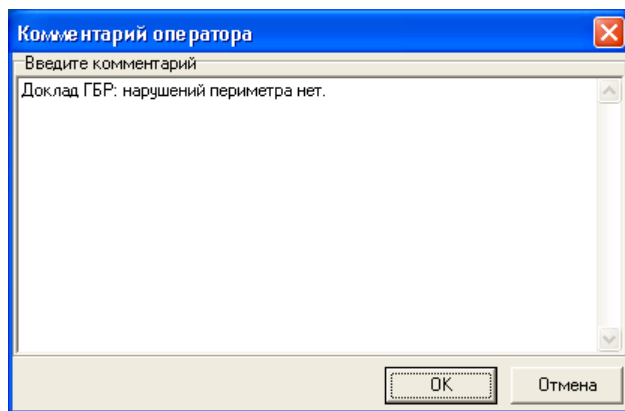 Комментарий оператора
Введите комментарий
Доклад ГБР: нарушений периметра нет.
OK
Отмена